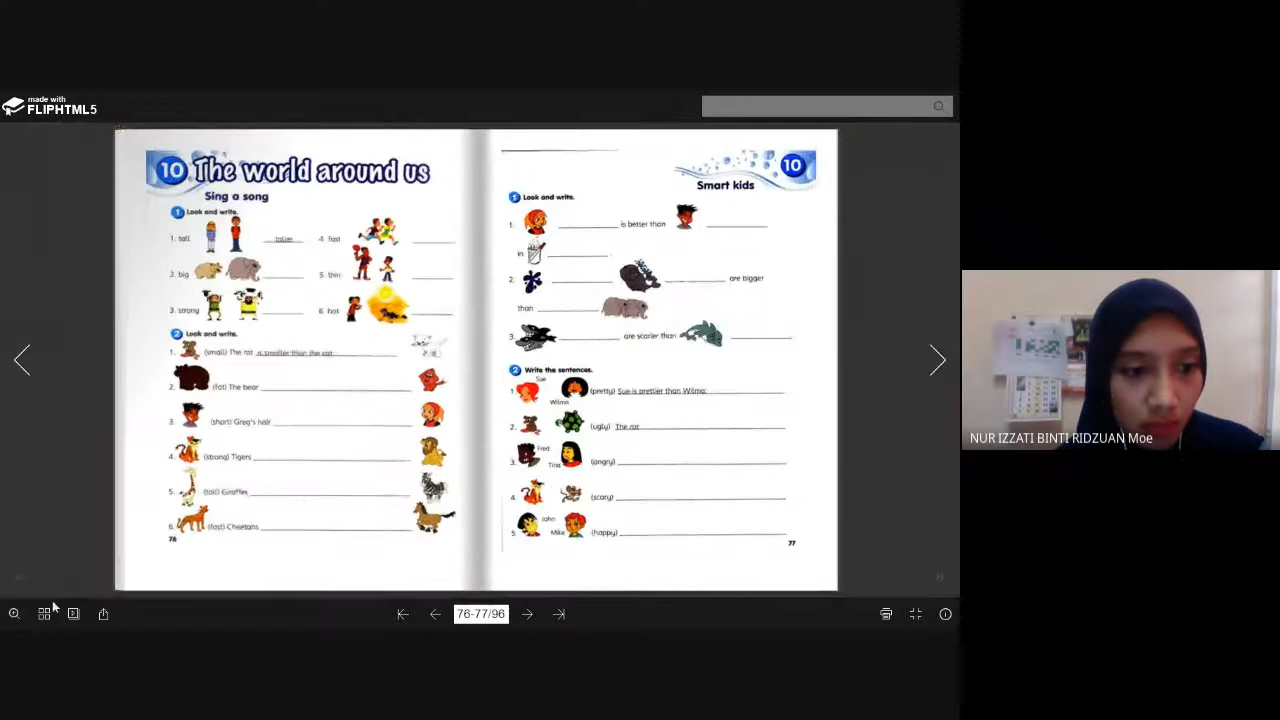 made with
FLIPHTML5
10 The world around us
Sing a song
1 Look and write.
1. tall taller 4. fast
2. big 5. thin
3. strong 6. hot
2 Look and write.
1. (small) The rat is smaller than the cat.
2. (fat) The bear
3. (short) Greg's hair
4. (strong) Tigers
5. (tall) Giraffes
6. (fast) Cheetahs
76
10
Smart kids
1 Look and write.
1. is better than
in
2. are bigger
than
3. are scarier than
2 Write the sentences.
Sue
1. (pretty) Sue is prettier than Wilma.
Wilma
2. (ugly) The rat
Fred
3. Tina (angry)
4. (scary)
John
5. Mike (happy)
77
76-77/96
NUR IZZATI BINTI RIDZUAN Moe